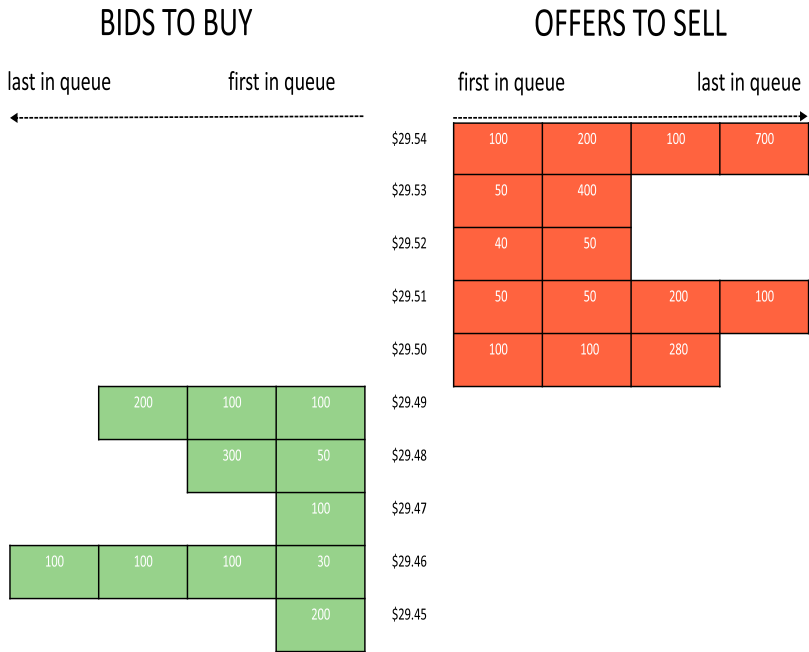 BIDS TO BUY OFFERS TO SELL
last in queue first in queue first in queue last in queue
$29.54 100 200 100 700
$29.53 50 400
$29.52 40 50
$29.51 50 50 200 100
$29.50 100 100 280
200 100 100 $29.49
300 50 $29.48
100 $29.47
100 100 100 30 $29.46
200 $29.45